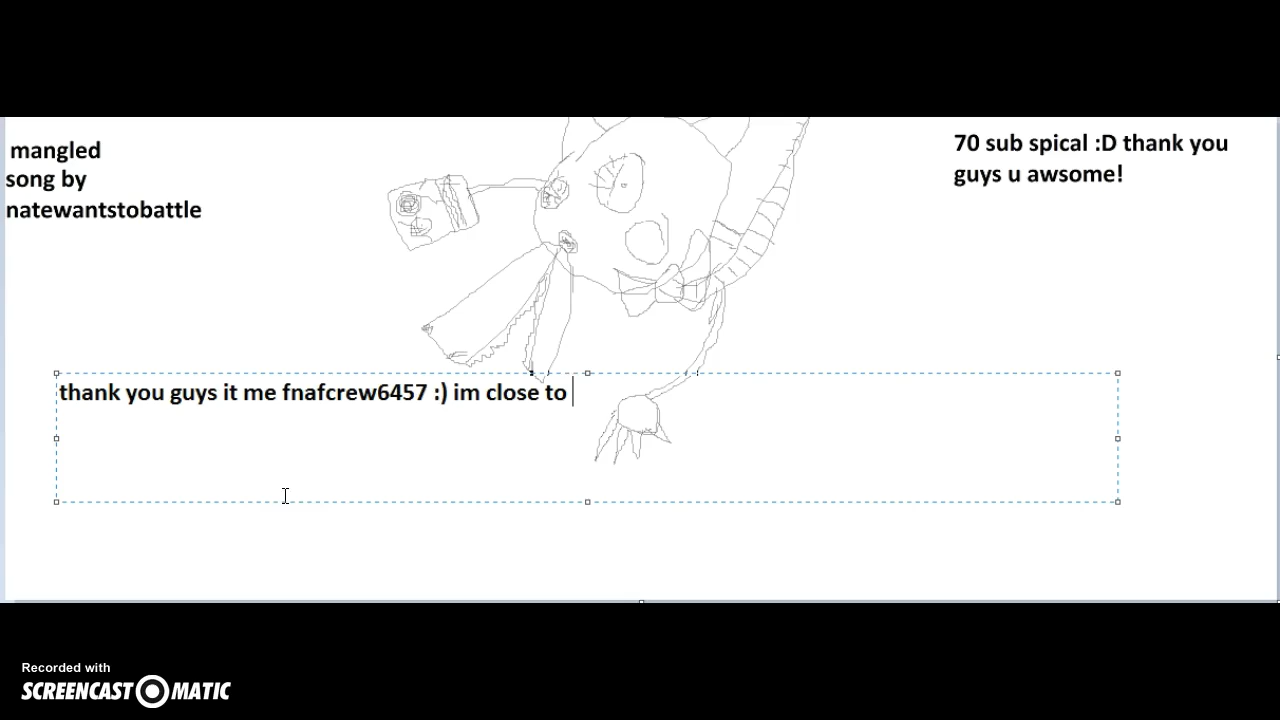 mangled
song by
natewantstobattle
70 sub spical :D thank you
guys u awsome!
thank you guys it me fnafcrew6457 :) im close to
Recorded with
SCREENCAST O MATIC